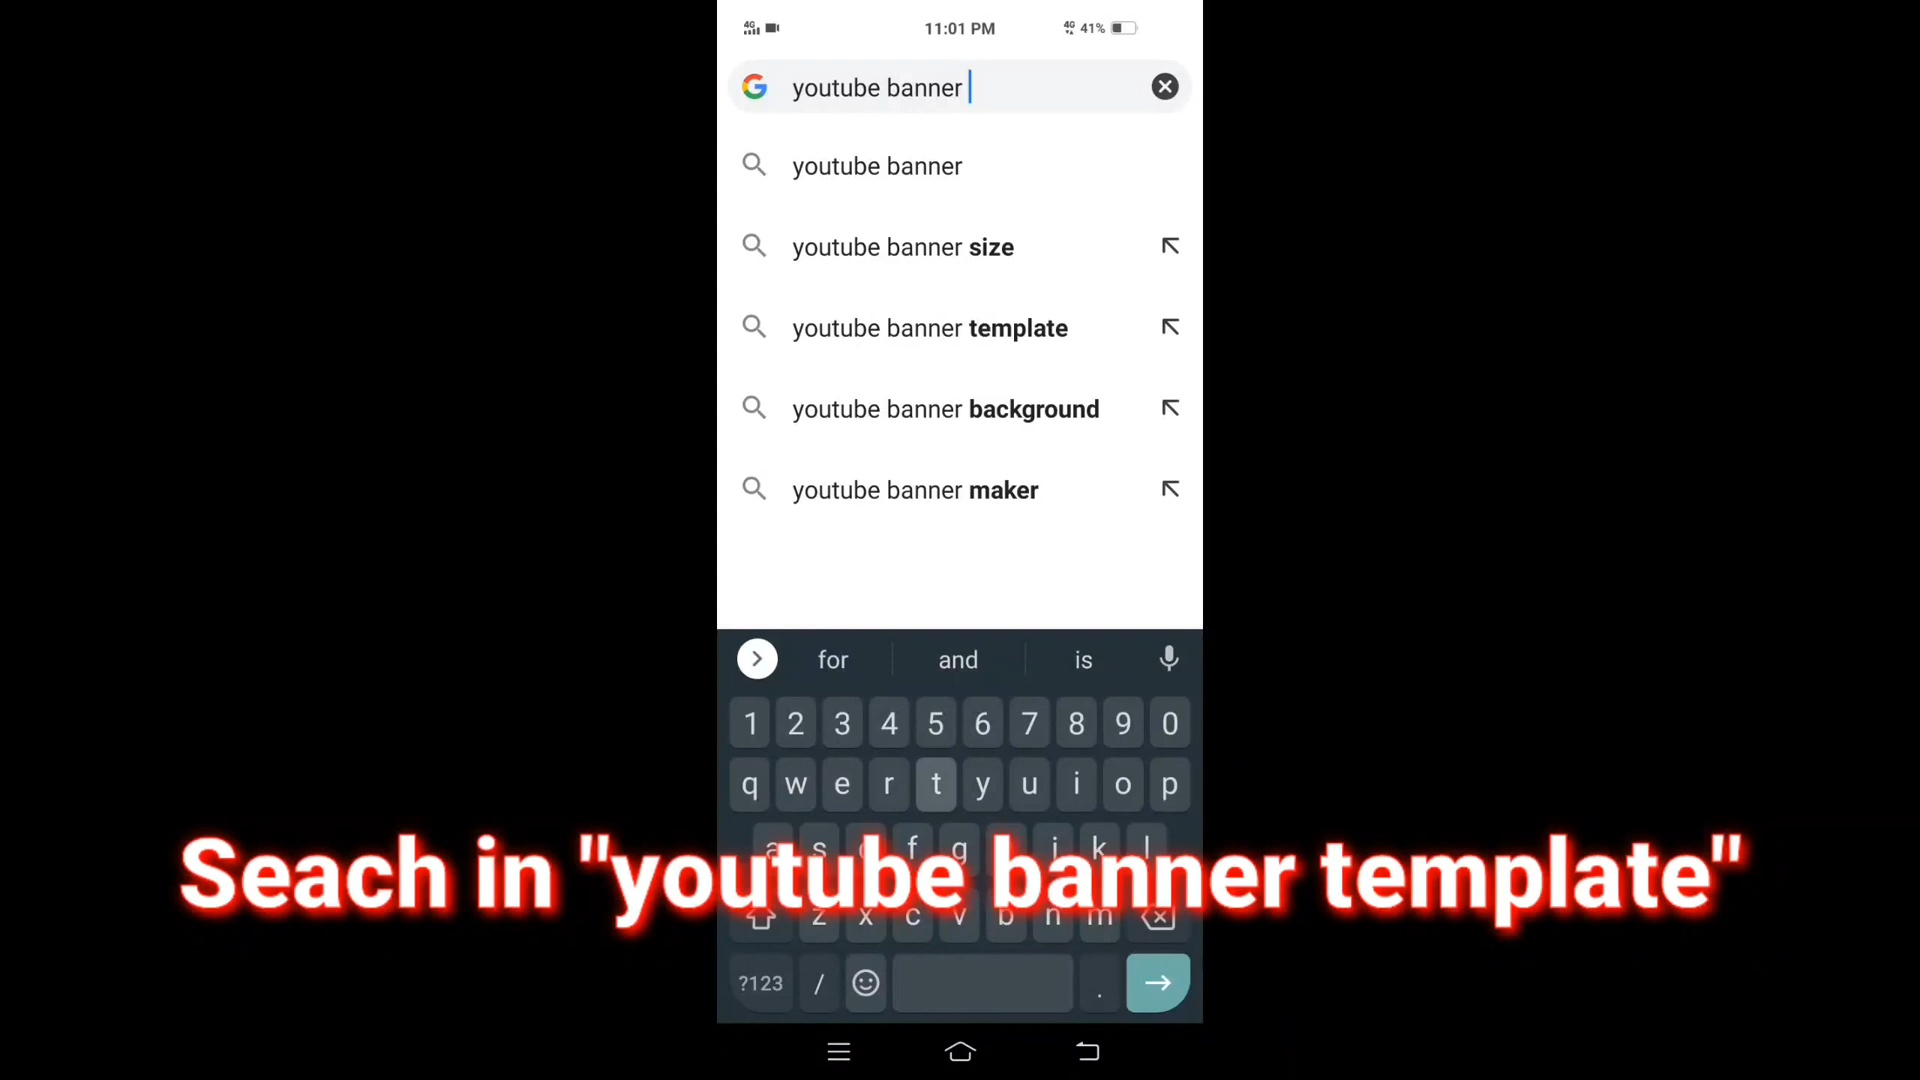 4G 11:01 PM 4G 41%
youtube banner
youtube banner
youtube banner size
youtube banner template
youtube banner background
youtube banner maker
for and is
1 2 3 4 5 6 7 8 9 0
q w e r t y u i o p
a s d f g j k l
Seach in "youtube banner template"
z x c v b n m
?123 / .